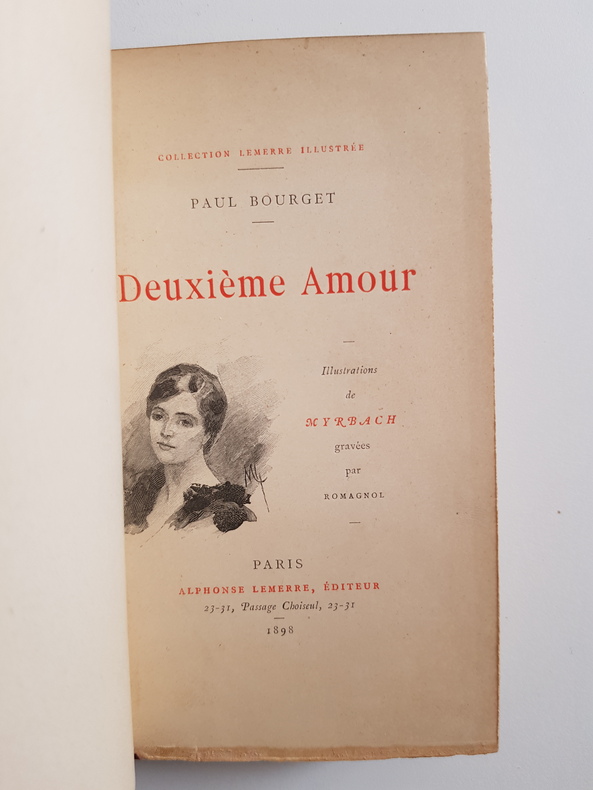 COLLECTION LEMERRE ILLUSTRÉE
PAUL BOURGET
Deuxième Amour
Illustrations
de
MYRBACH
gravées
par
ROMAGNOL
PARIS
ALPHONSE LEMERRE, ÉDITEUR
23-31, Passage Choiseul, 23-31
1898